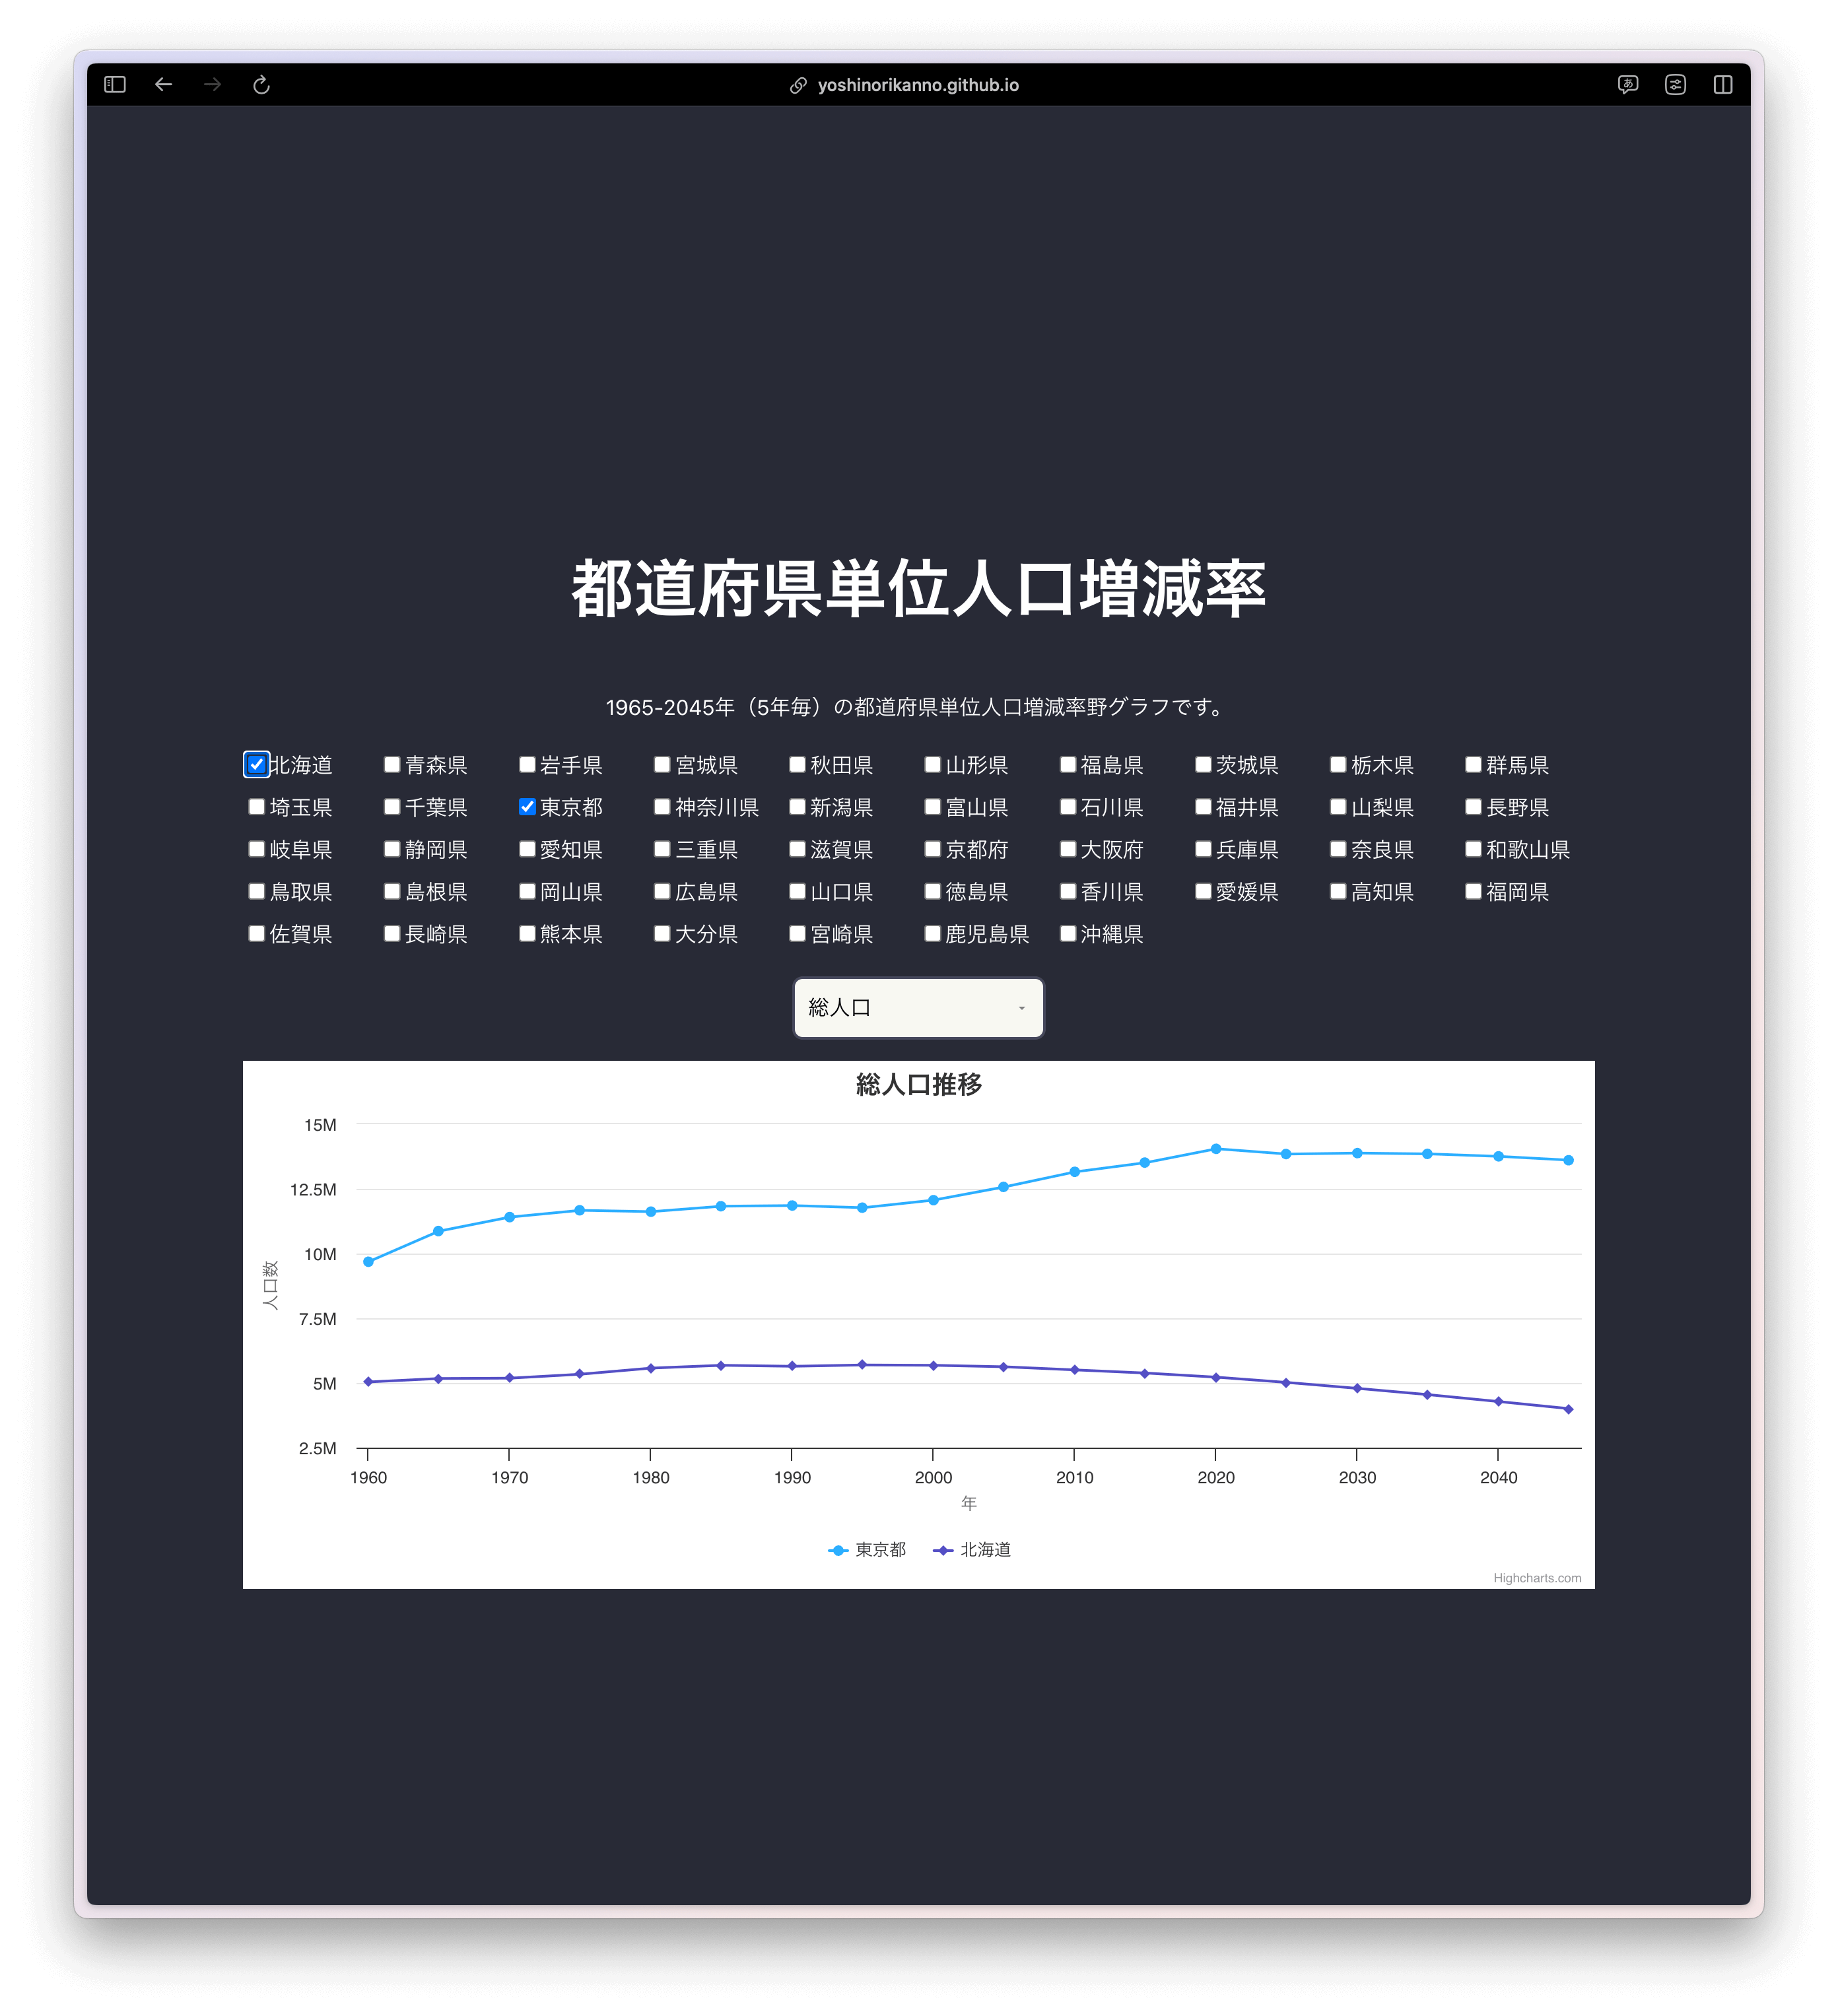 yoshinorikanno.github.io
都道府県単位人口増減率
1965-2045年（5年毎）の都道府県単位人口増減率野グラフです。
北海道 青森県 岩手県 宮城県 秋田県 山形県 福島県 茨城県 栃木県 群馬県
埼玉県 千葉県 東京都 神奈川県 新潟県 富山県 石川県 福井県 山梨県 長野県
岐阜県 静岡県 愛知県 三重県 滋賀県 京都府 大阪府 兵庫県 奈良県 和歌山県
鳥取県 島根県 岡山県 広島県 山口県 徳島県 香川県 愛媛県 高知県 福岡県
佐賀県 長崎県 熊本県 大分県 宮崎県 鹿児島県 沖縄県
総人口
総人口推移
15M
12.5M
10M
7.5M
5M
2.5M
人口数
1960 1970 1980 1990 2000 2010 2020 2030 2040
年
東京都 北海道
Highcharts.com